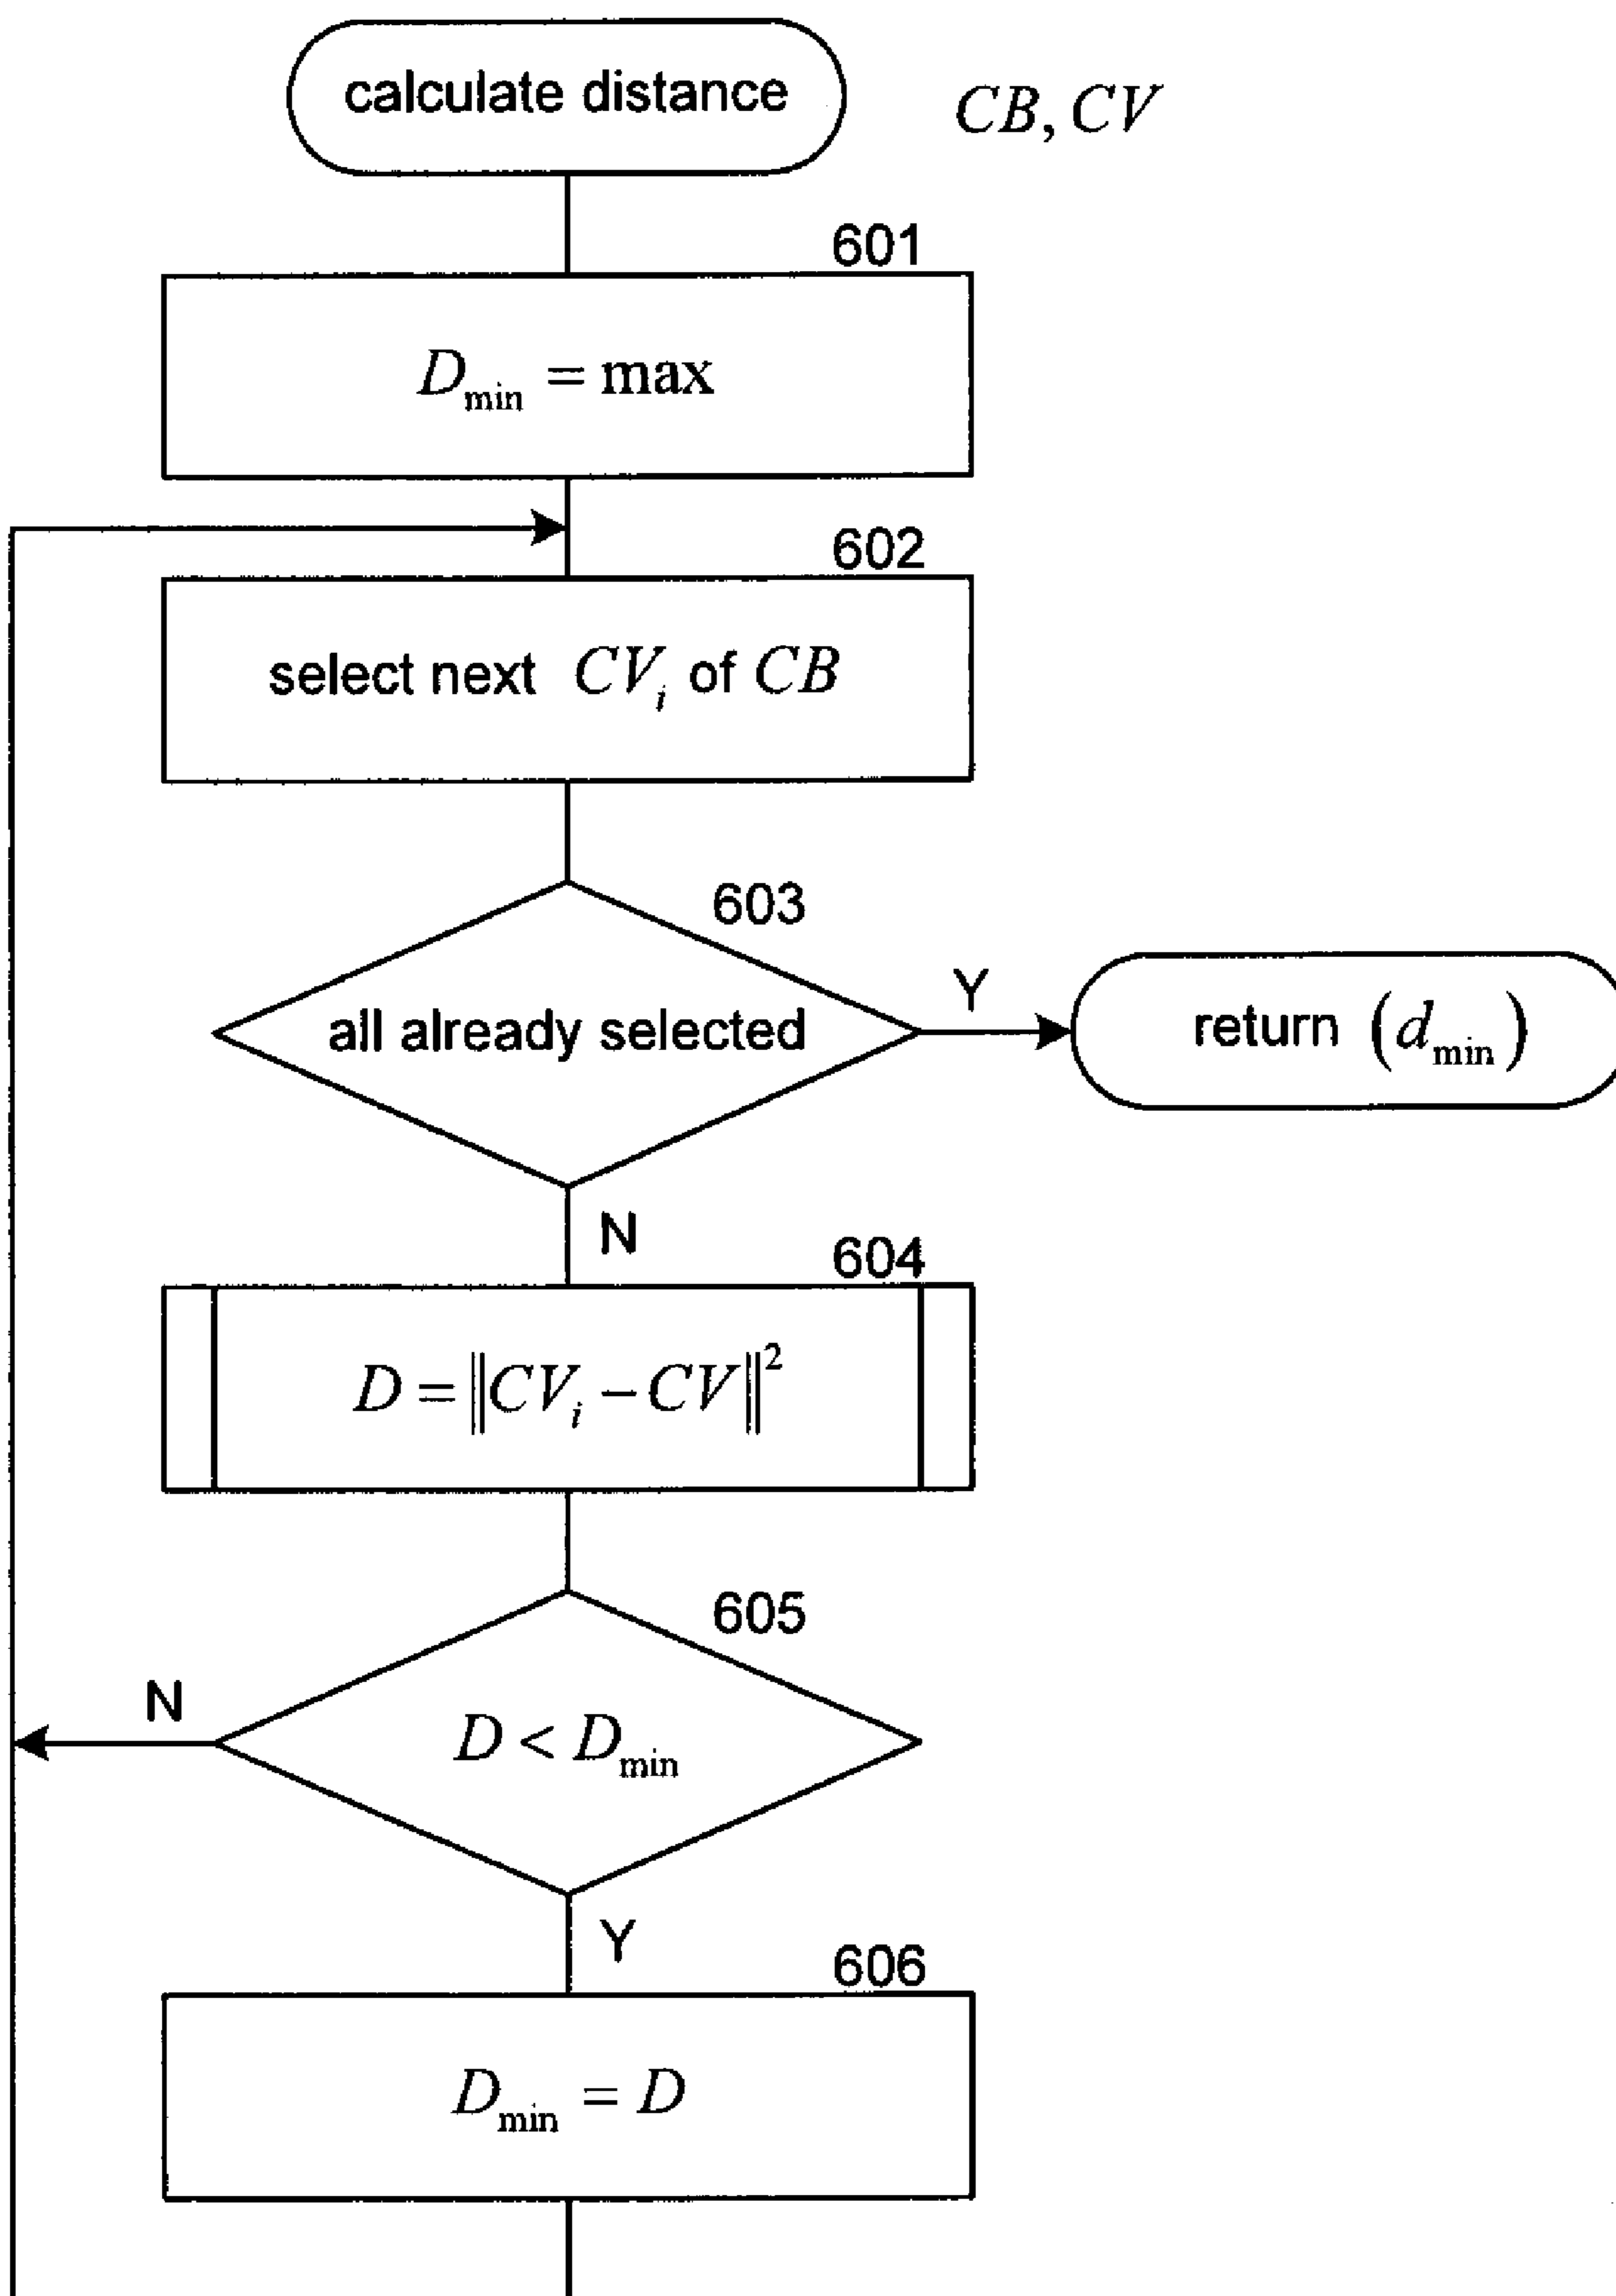 calculate distance
CB, CV
601
D_min = max
602
select next CV_i of CB
603
all already selected
Y
return (d_min)
N
604
D = ‖CV_i − CV‖²
605
N
D < D_min
Y
606
D_min = D